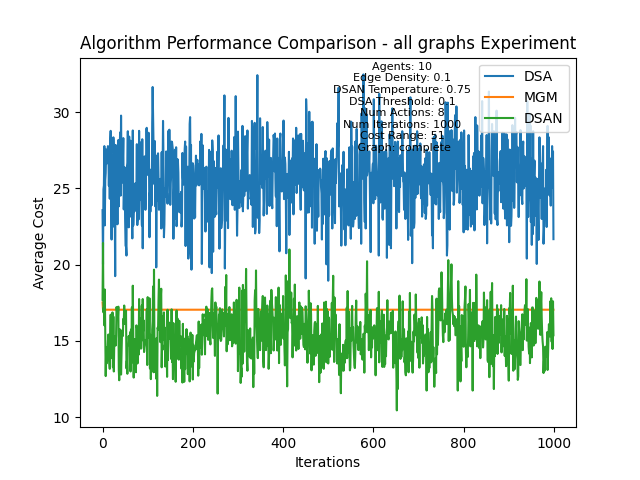 Algorithm Performance Comparison - all graphs Experiment
Agents: 10
Edge Density: 0.1
DSAN Temperature: 0.75
DSA Threshold: 0.1
Num Actions: 8
Num Iterations: 1000
Cost Range: 51
Graph: complete
DSA
MGM
DSAN
Average Cost
30
25
20
15
10
0
200
400
600
800
1000
Iterations